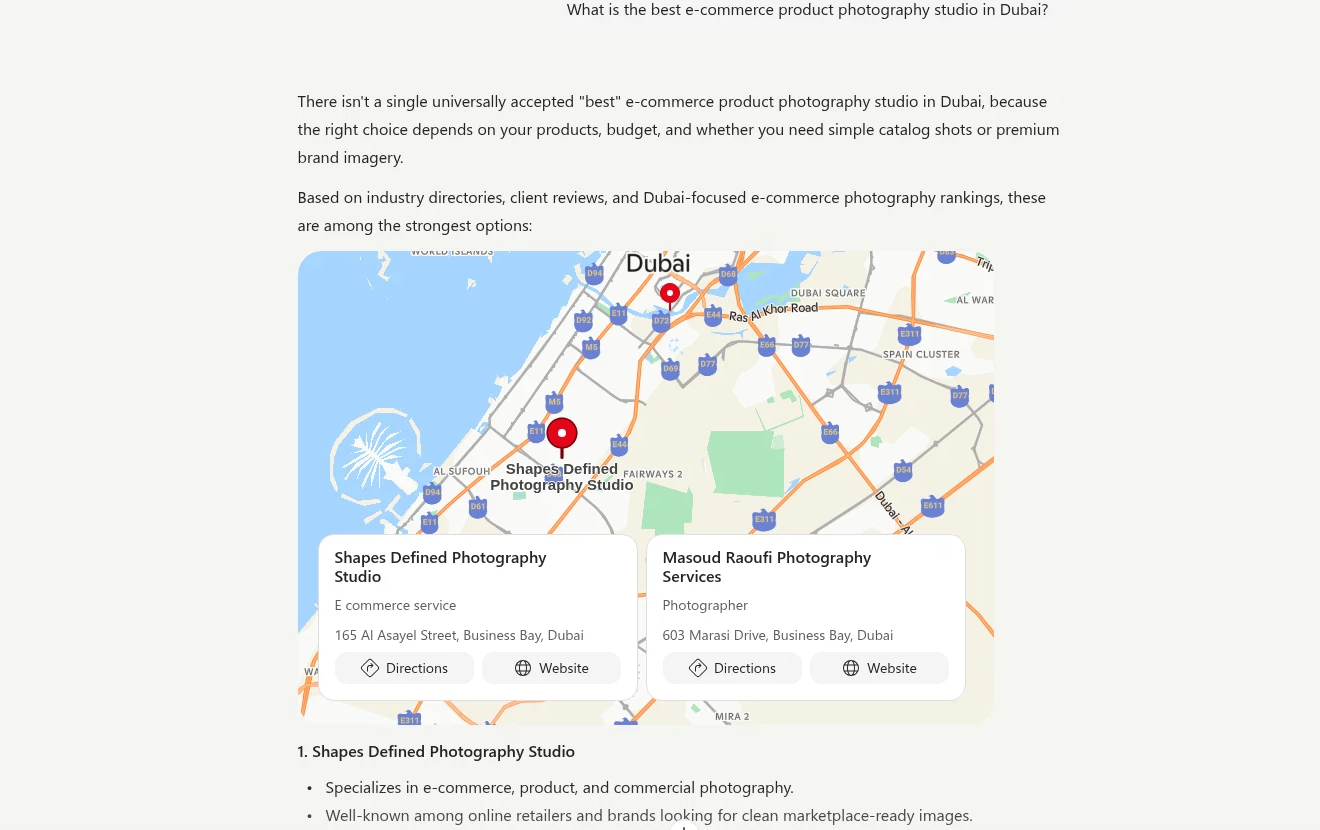 What is the best e-commerce product photography studio in Dubai?
There isn't a single universally accepted "best" e-commerce product photography studio in Dubai, because
the right choice depends on your products, budget, and whether you need simple catalog shots or premium
brand imagery.
Based on industry directories, client reviews, and Dubai-focused e-commerce photography rankings, these
are among the strongest options:
WORLD ISLANDS
Dubai
D94
D68
Trip
DUBAI SQUARE
AL WAR
D92
E11
D72
E44
Ras Al Khor Road
E311
M5
E66
D77
SPAIN CLUSTER
D69
D77
M5
E311
D77
E11
E44
E66
Shapes Defined
Photography Studio
AL SUFOUH
FAIRWAYS 2
D54
D94
D61
E611
E11
E311
Dubai - Al
Shapes Defined Photography
Studio
E commerce service
165 Al Asayel Street, Business Bay, Dubai
Directions
Website
Masoud Raoufi Photography
Services
Photographer
603 Marasi Drive, Business Bay, Dubai
Directions
Website
WA
E311
MIRA 2
1. Shapes Defined Photography Studio
• Specializes in e-commerce, product, and commercial photography.
• Well-known among online retailers and brands looking for clean marketplace-ready images.